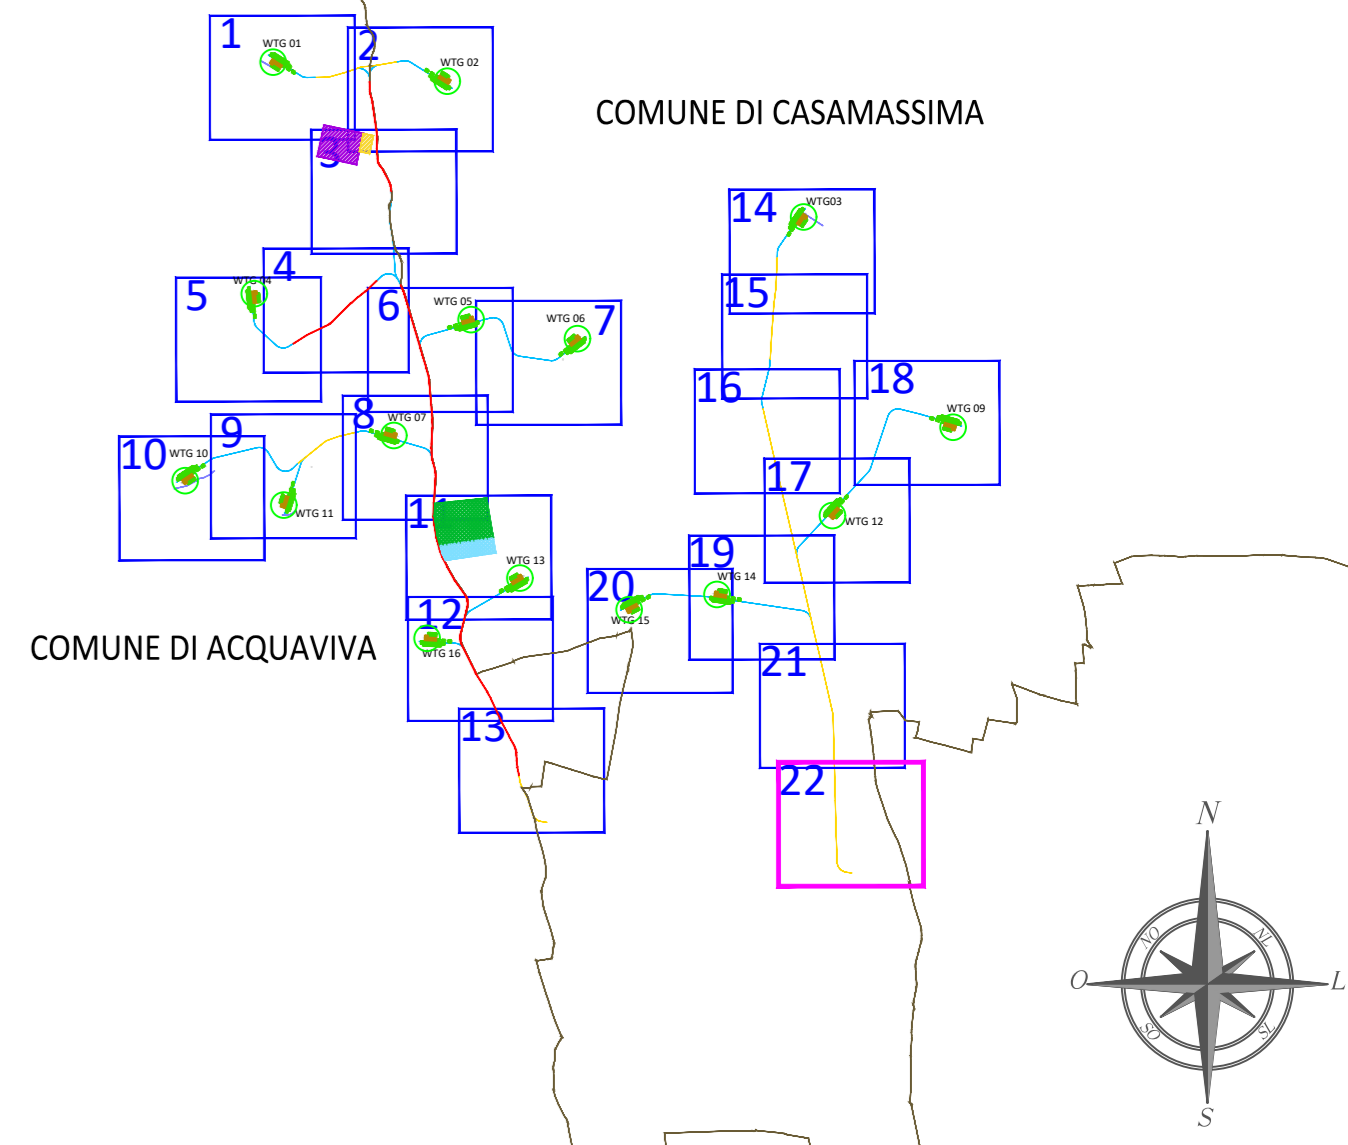 1
WTG 01
2
WTG 02
COMUNE DI CASAMASSIMA
3
14
WTG03
4
WTG 04
5
6
WTG 05
7
WTG 06
15
16
18
WTG 09
8
WTG 07
9
10
WTG 10
WTG 11
17
WTG 12
11
WTG 13
19
WTG 14
20
WTG 15
12
WTG 16
COMUNE DI ACQUAVIVA
21
13
22
N
NO
NL
O
L
SO
SL
S